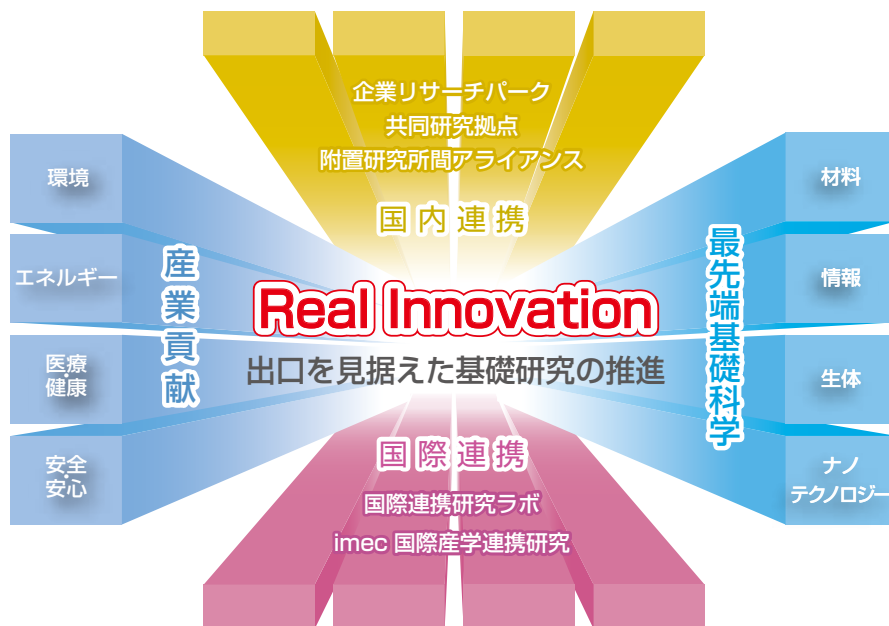 企業リサーチパーク
共同研究拠点
附置研究所間アライアンス
国内連携
環境
エネルギー
医療・
健康
安全・
安心
産業貢献
Real Innovation
出口を見据えた基礎研究の推進
最先端基礎科学
材料
情報
生体
ナノ
テクノロジー
国際連携
国際連携研究ラボ
imec 国際産学連携研究